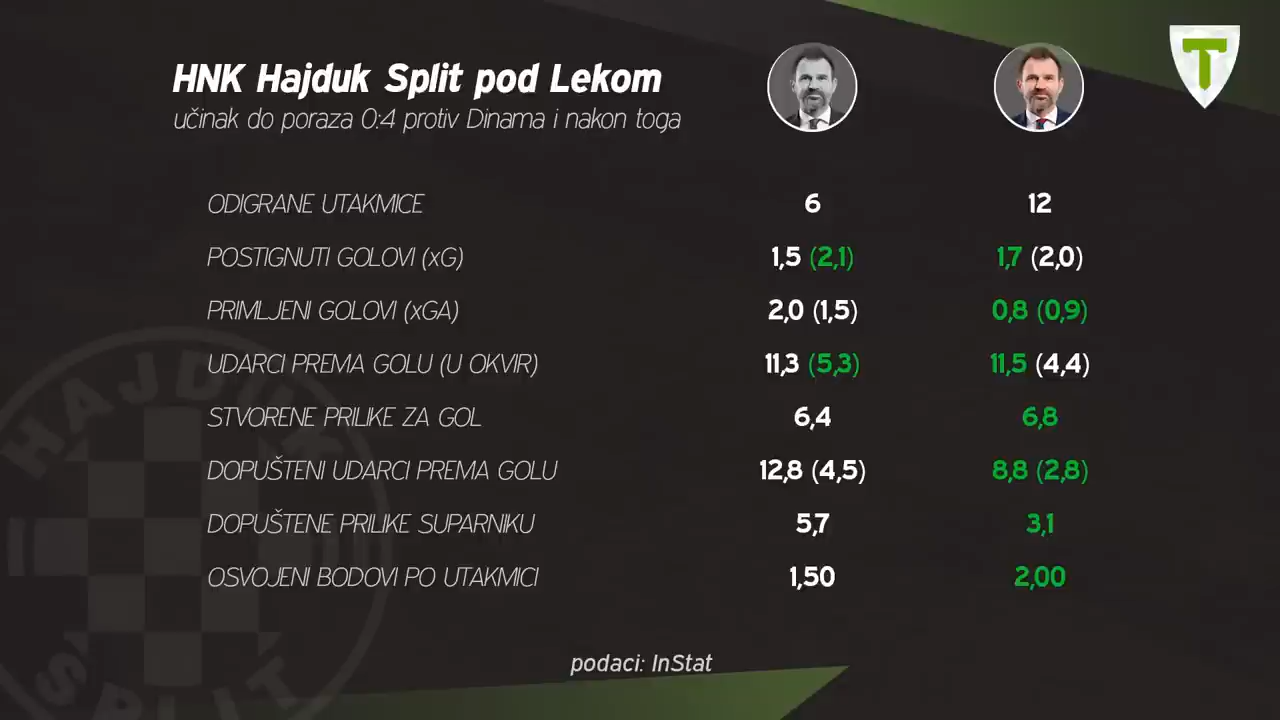 HNK Hajduk Split pod Lekom
učinak do poraza 0:4 protiv Dinama i nakon toga
T
ODIGRANE UTAKMICE 6 12
POSTIGNUTI GOLOVI (xG) 1,5 (2,1) 1,7 (2,0)
PRIMLJENI GOLOVI (xGA) 2,0 (1,5) 0,8 (0,9)
UDARCI PREMA GOLU (U OKVIR) 11,3 (5,3) 11,5 (4,4)
STVORENE PRILIKE ZA GOL 6,4 6,8
DOPUŠTENI UDARCI PREMA GOLU 12,8 (4,5) 8,8 (2,8)
DOPUŠTENE PRILIKE SUPARNIKU 5,7 3,1
OSVOJENI BODOVI PO UTAKMICI 1,50 2,00
HAJDUK
SPLIT
podaci: InStat